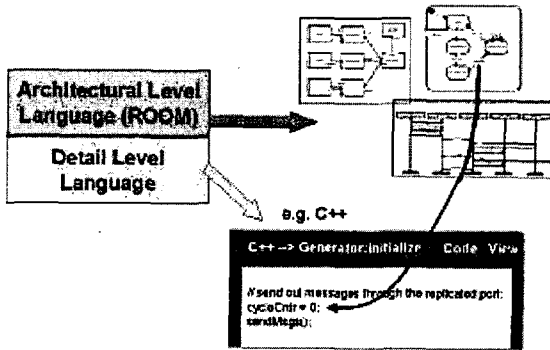 Architectural Level
Language (ROOM)
Detail Level
Language
e.g. C++
C++ --> Generator:initialize Code View
// send out messages through the replicated port:
cycleCntr = 0;
sendMsgs();